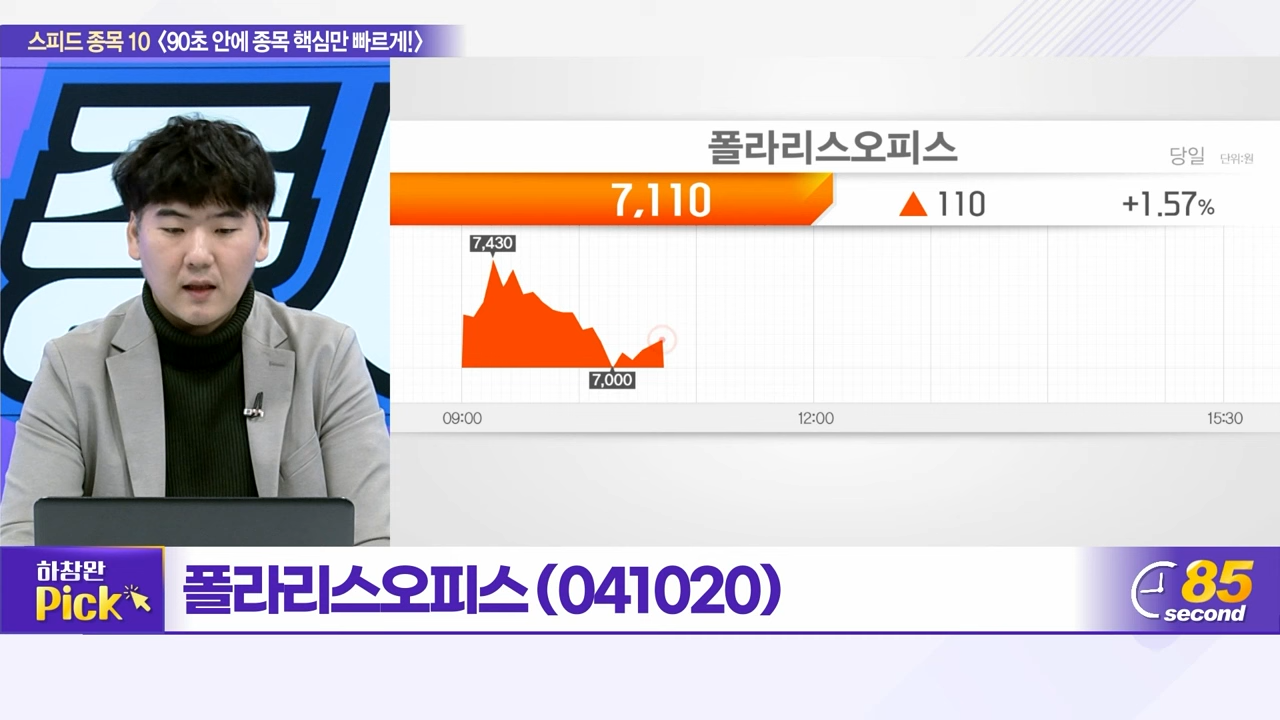 스피드 종목 10 〈90초 안에 종목 핵심만 빠르게!〉
폴라리스오피스
당일 단위:원
7,110 ▲ 110 +1.57%
7,430
7,000
09:00 12:00 15:30
하창완
Pick
폴라리스오피스(041020)
85
second